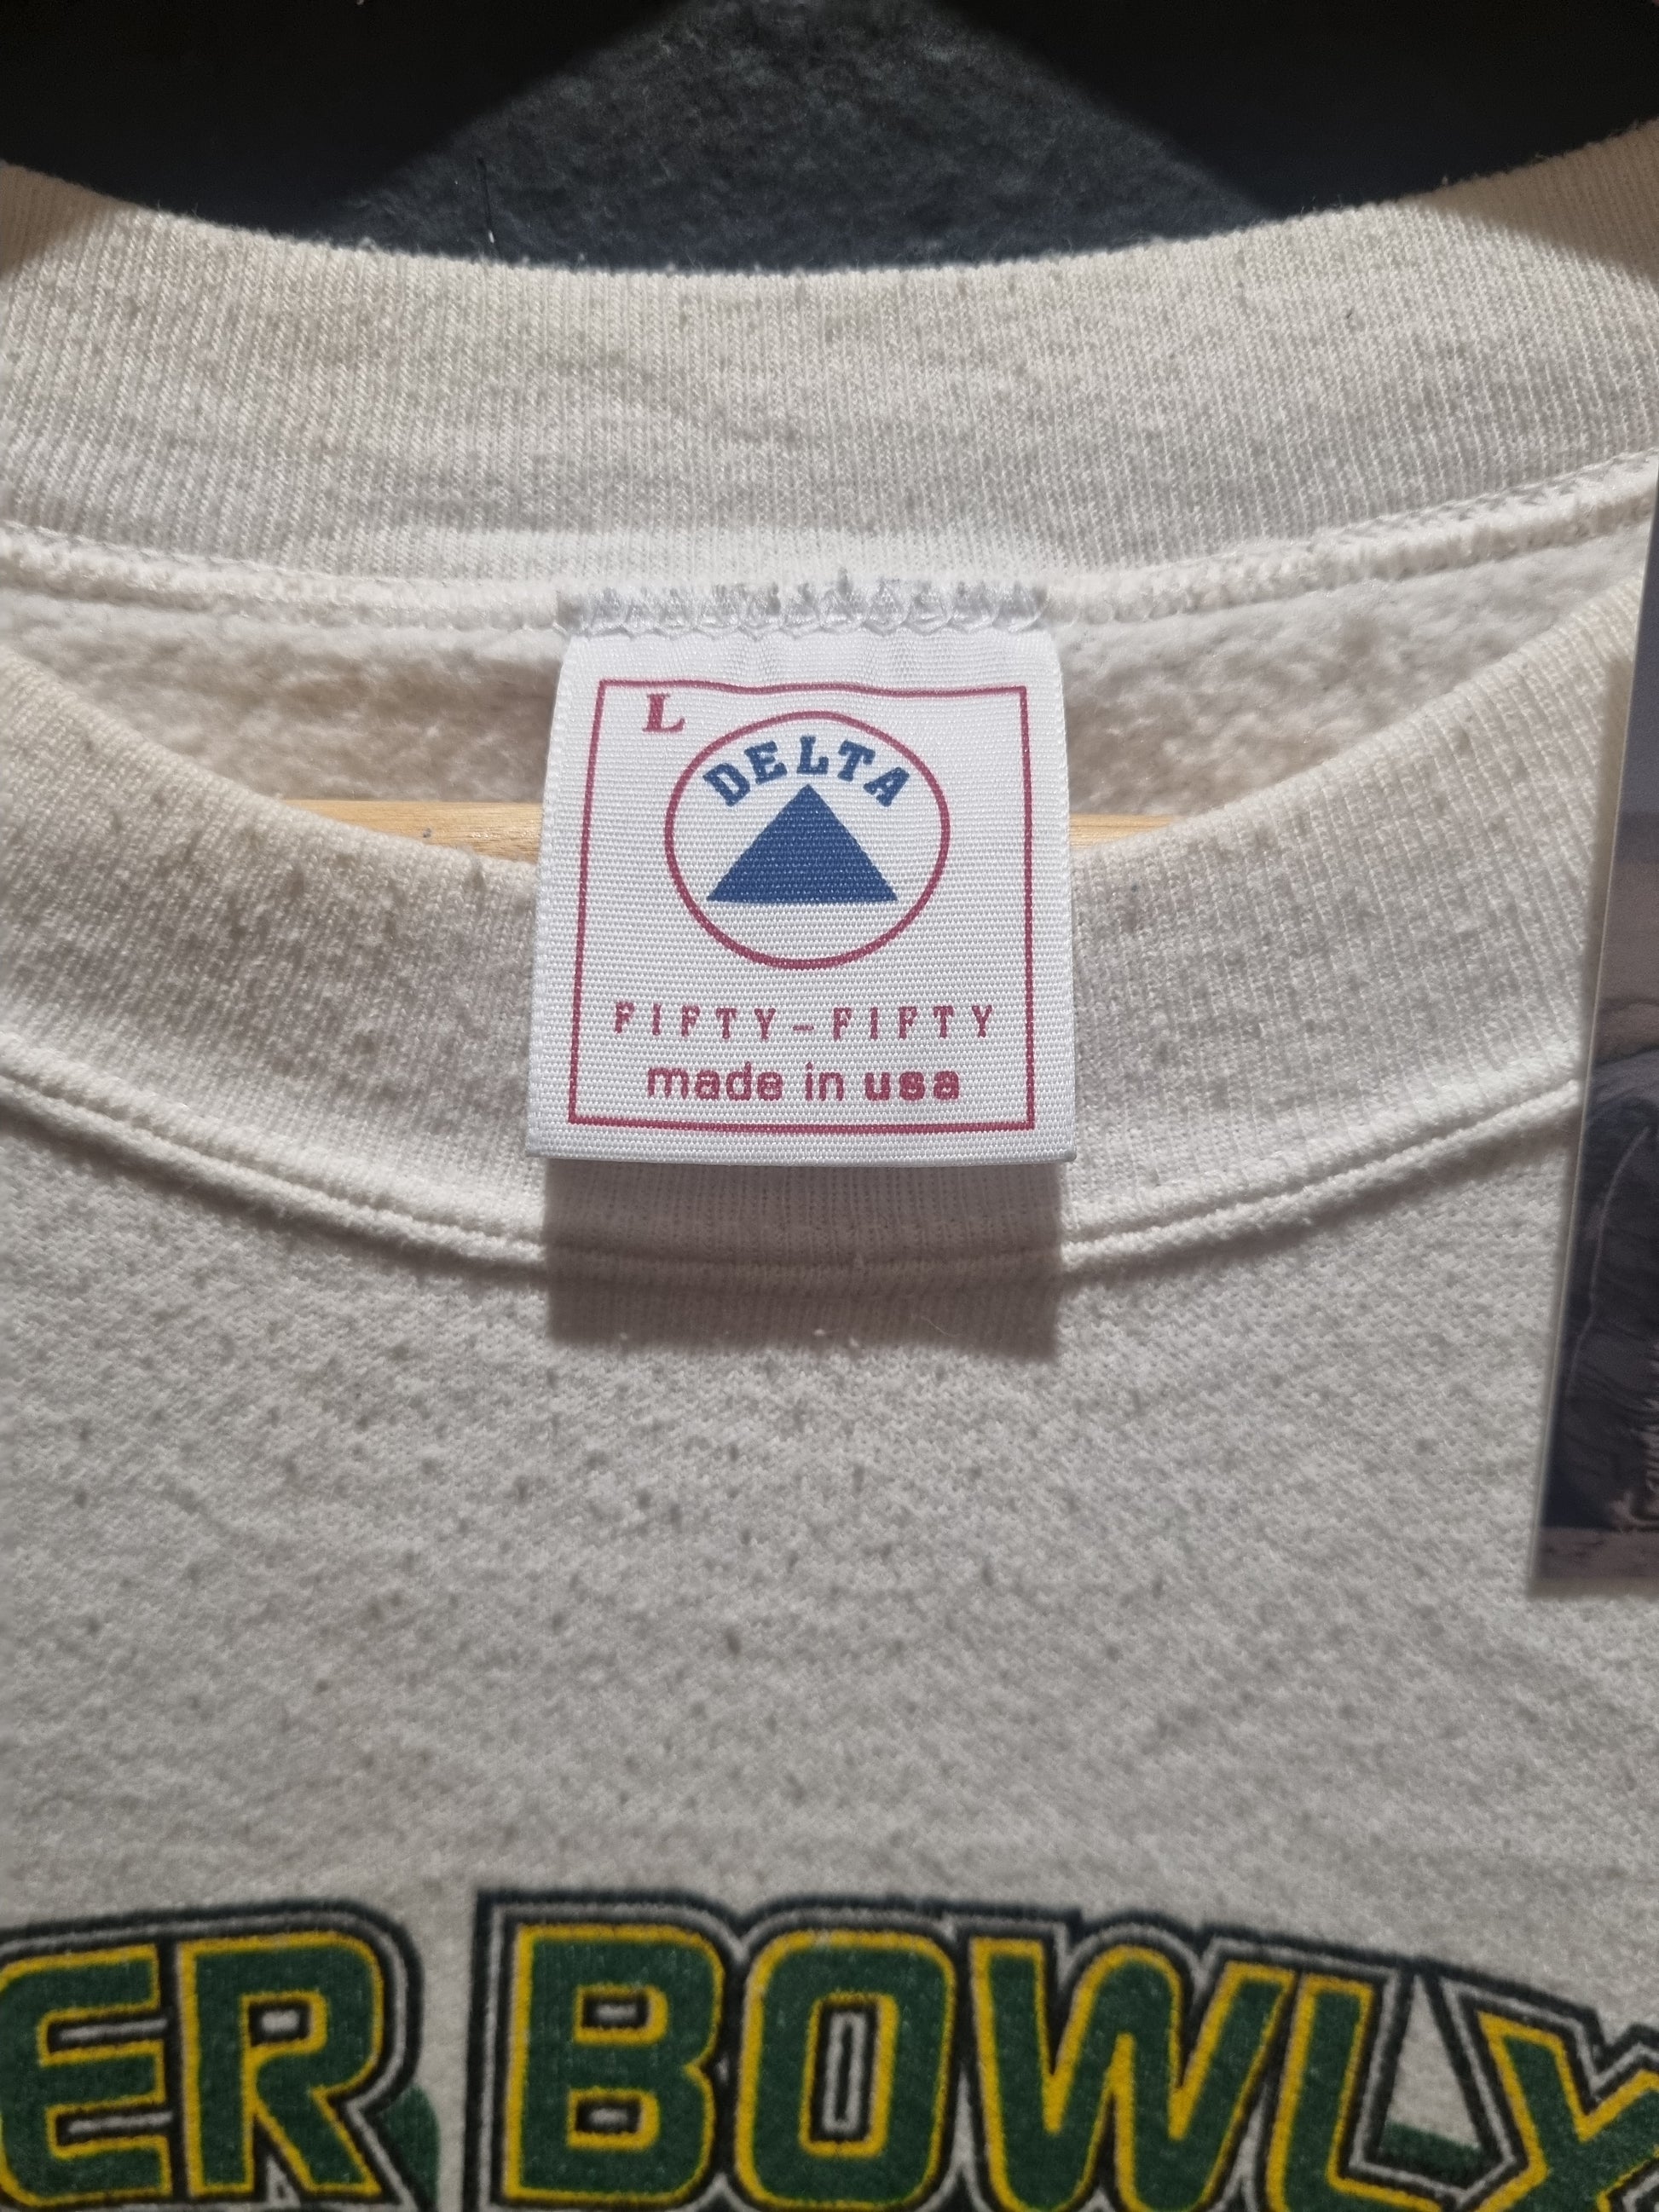 L
DELTA
FIFTY-FIFTY
made in usa
ER BOWL X